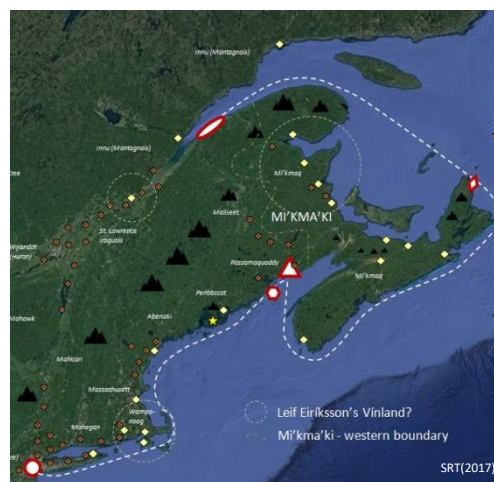 Innu (Montagnais)
Innu (Montagnais)
Mi'kmaq
Cree
MI'KMA'KI
Maliseet
St. Lawrence
Iroquois
Wyandot
(Huron)
Passamaquoddy
Mi'kmaq
Penobscot
Mohawk
Abenaki
Mahican
Massachusett
Wampa-
noag
Mohegan
Leif Eiríksson's Vínland?
Mi'kma'ki - western boundary
SRT(2017)